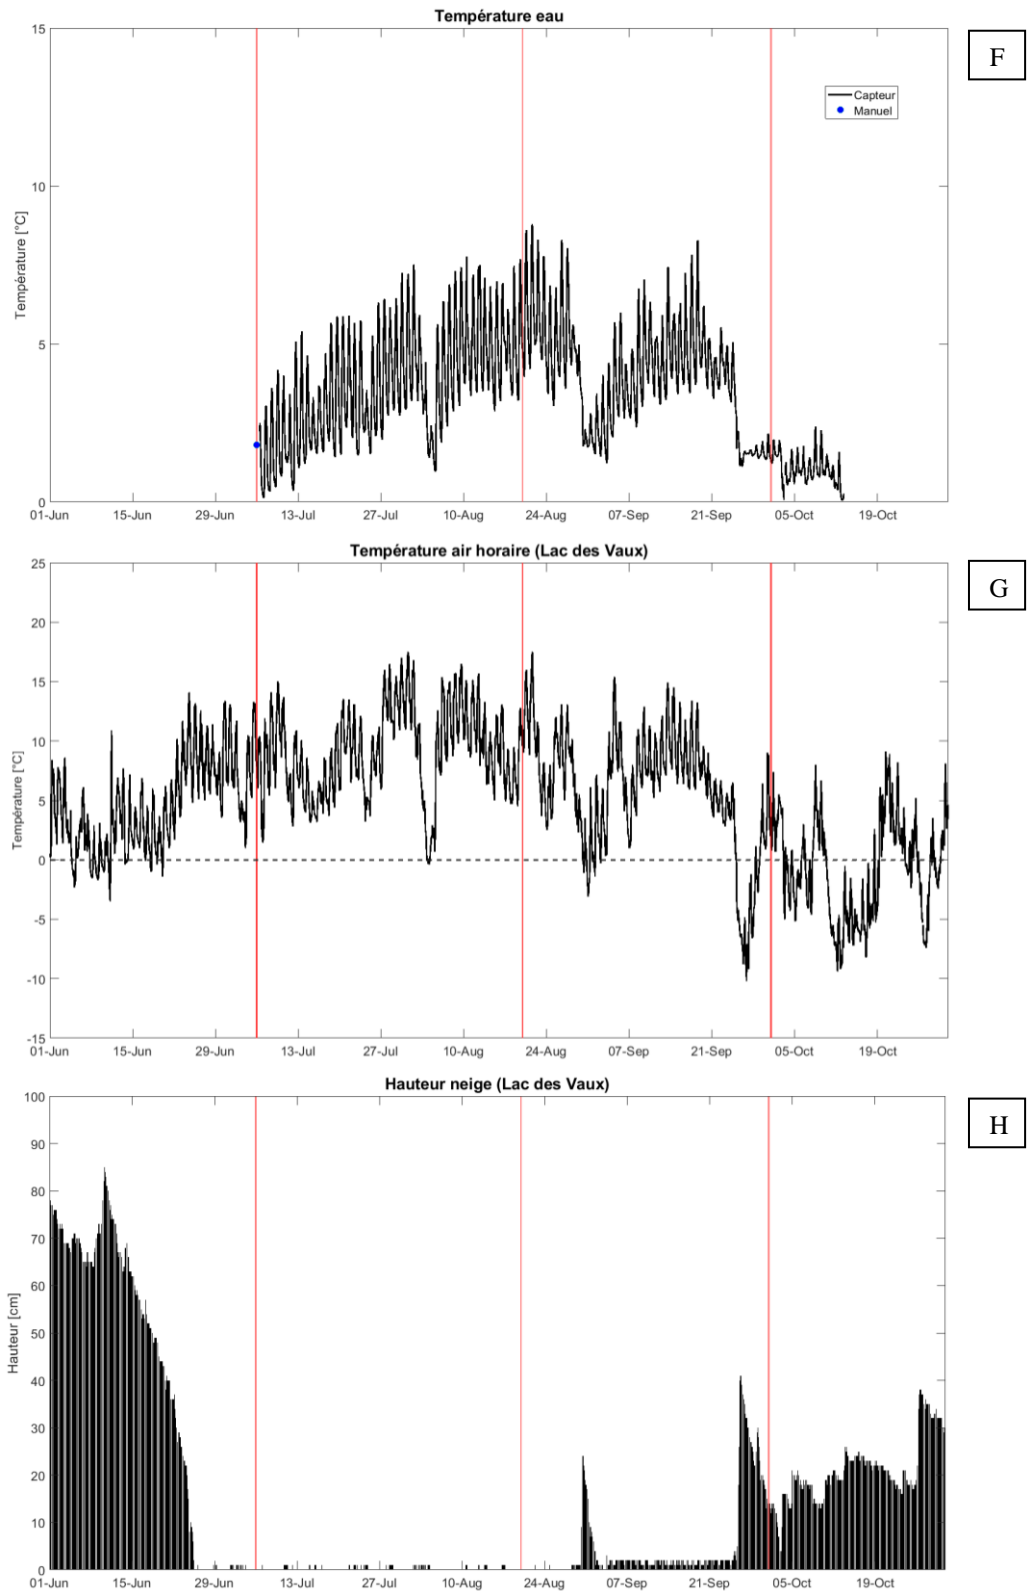 Température eau
F
15
10
5
0
Température [°C]
Capteur
Manuel
01-Jun 15-Jun 29-Jun 13-Jul 27-Jul 10-Aug 24-Aug 07-Sep 21-Sep 05-Oct 19-Oct
Température air horaire (Lac des Vaux)
G
25
20
15
10
5
0
-5
-10
-15
Température [°C]
01-Jun 15-Jun 29-Jun 13-Jul 27-Jul 10-Aug 24-Aug 07-Sep 21-Sep 05-Oct 19-Oct
Hauteur neige (Lac des Vaux)
H
100
90
80
70
60
50
40
30
20
10
0
Hauteur [cm]
01-Jun 15-Jun 29-Jun 13-Jul 27-Jul 10-Aug 24-Aug 07-Sep 21-Sep 05-Oct 19-Oct